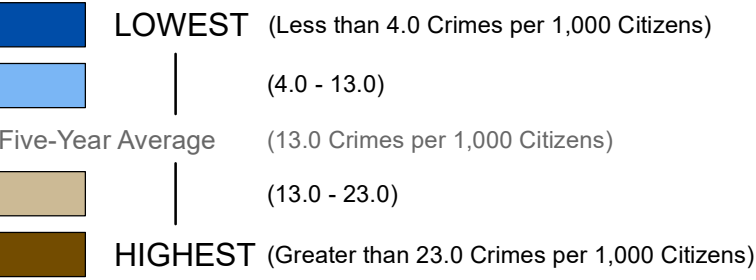 LOWEST (Less than 4.0 Crimes per 1,000 Citizens)
(4.0 - 13.0)
Five-Year Average (13.0 Crimes per 1,000 Citizens)
(13.0 - 23.0)
HIGHEST (Greater than 23.0 Crimes per 1,000 Citizens)